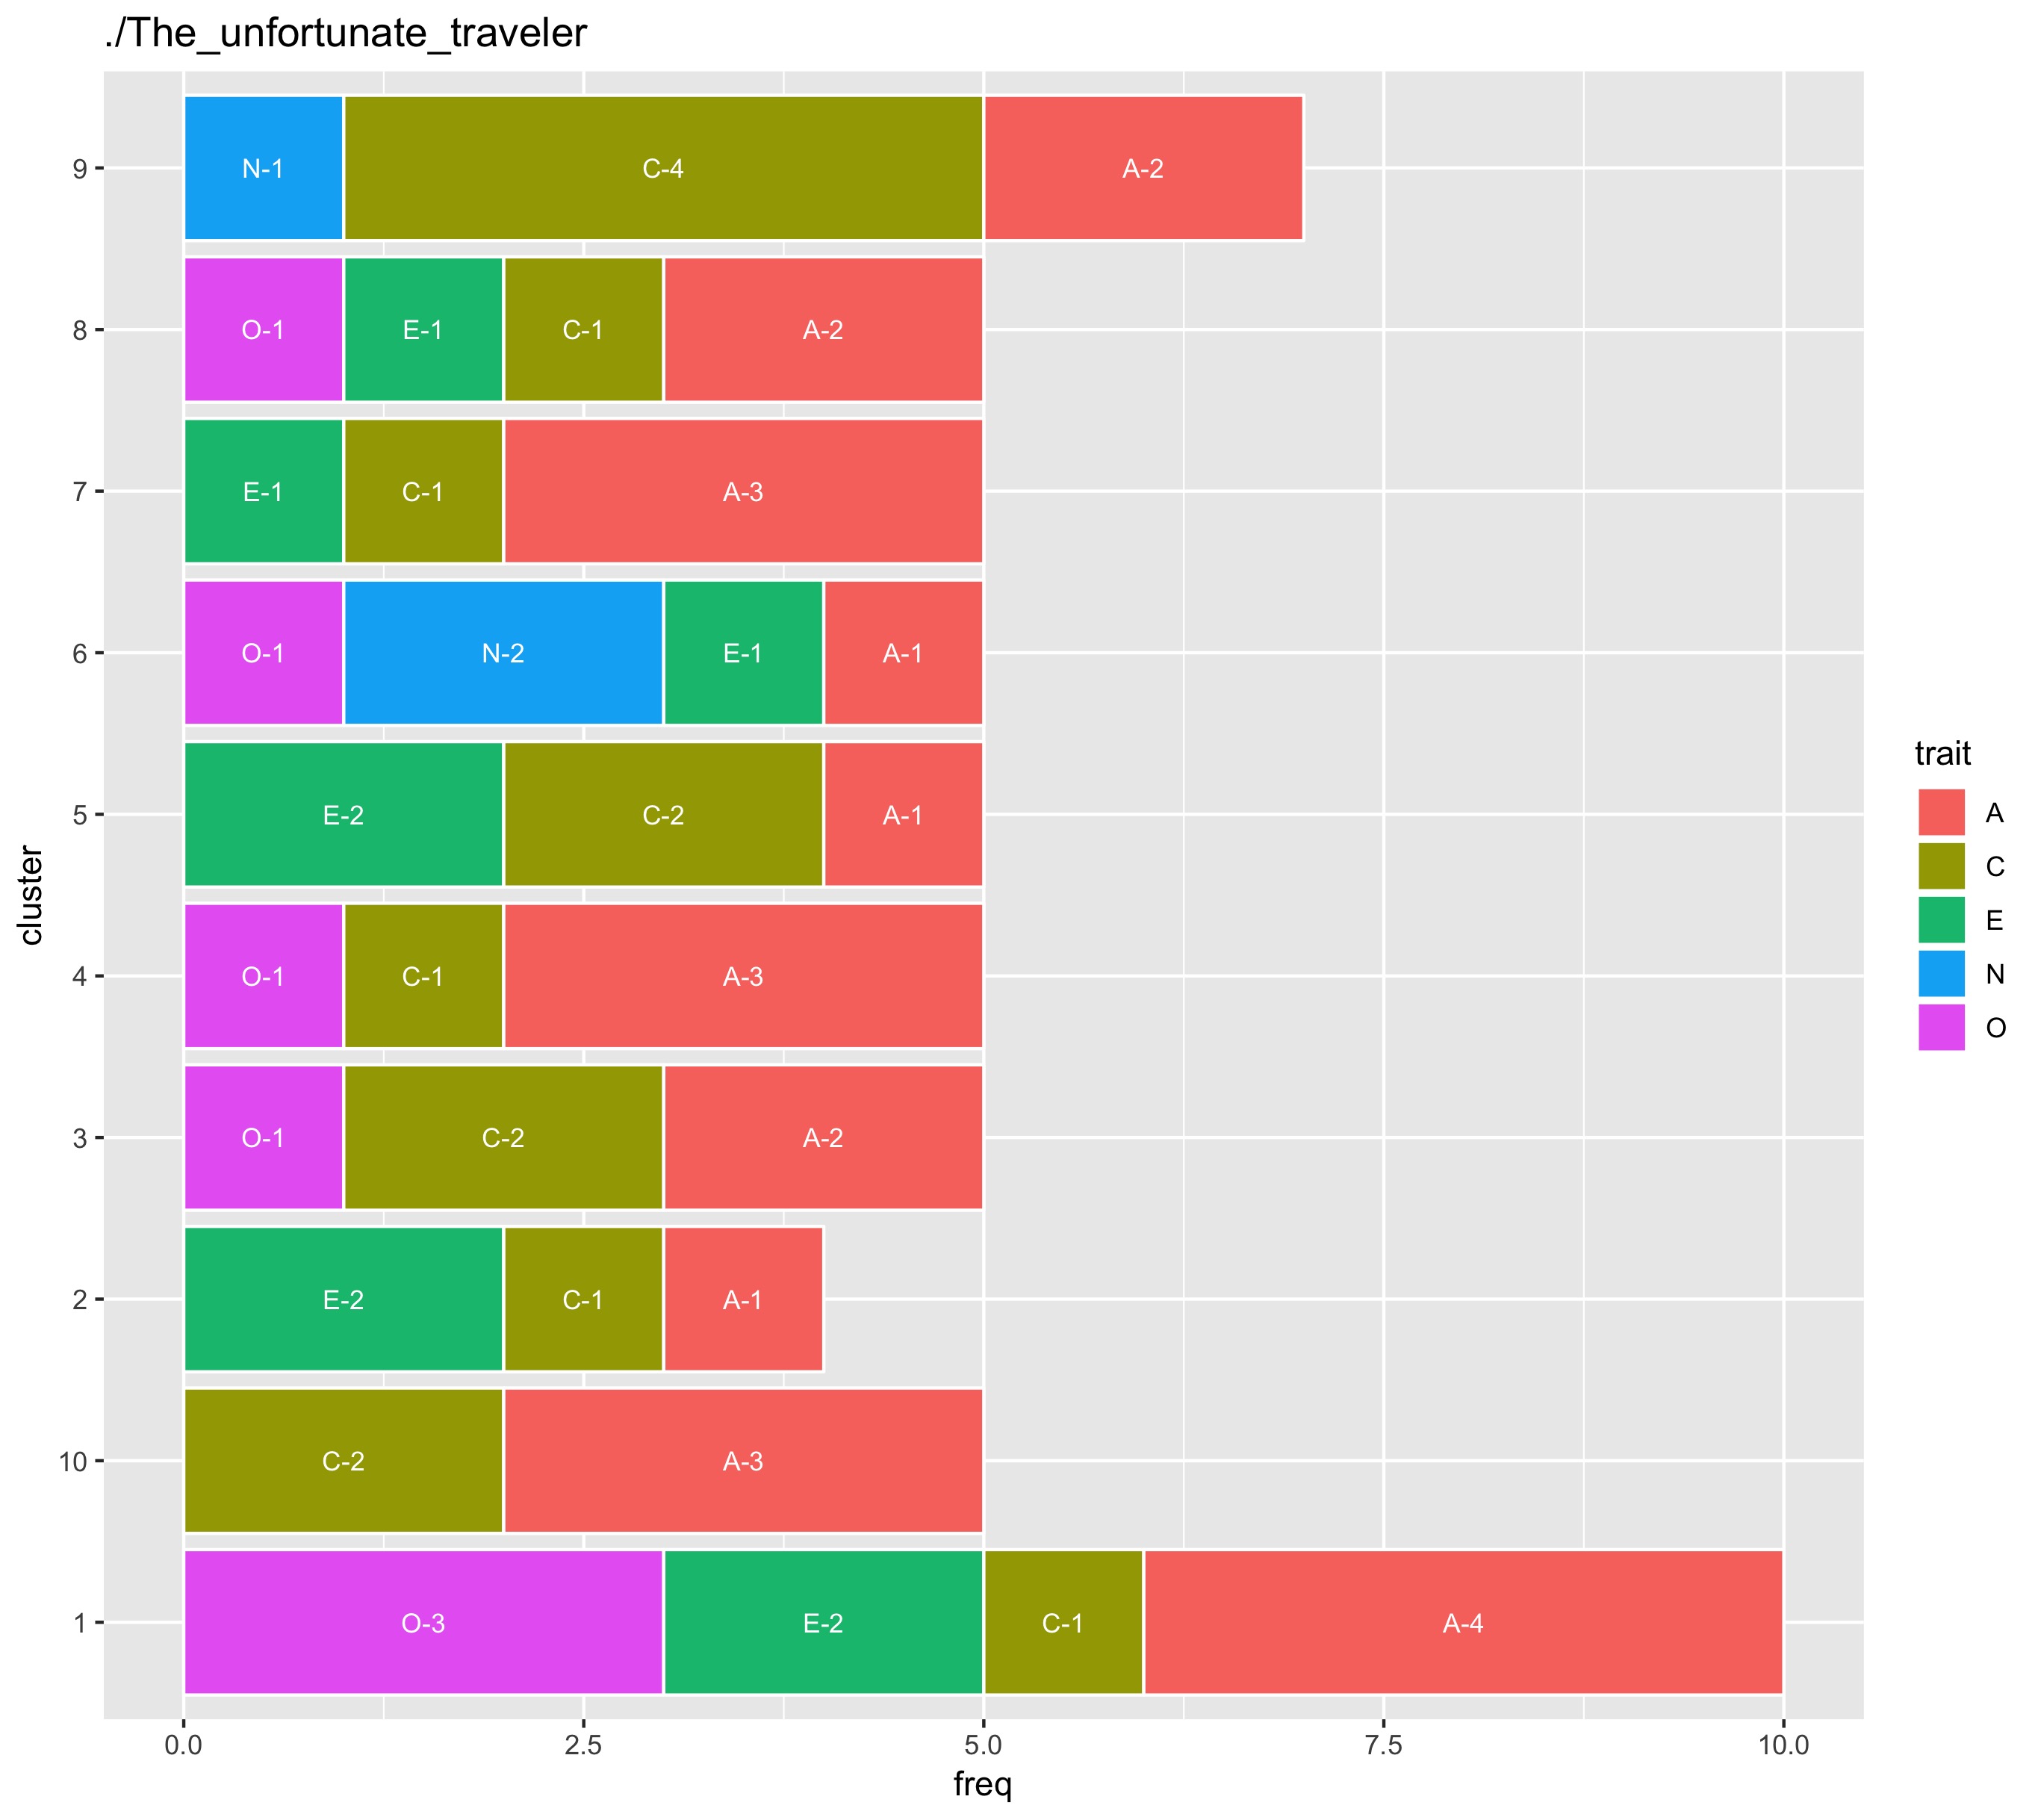 ./The_unfortunate_traveler
cluster
9
N-1 C-4 A-2
8
O-1 E-1 C-1 A-2
7
E-1 C-1 A-3
6
O-1 N-2 E-1 A-1
5
E-2 C-2 A-1
4
O-1 C-1 A-3
3
O-1 C-2 A-2
2
E-2 C-1 A-1
10
C-2 A-3
1
O-3 E-2 C-1 A-4
0.0 2.5 5.0 7.5 10.0
freq
trait
A
C
E
N
O